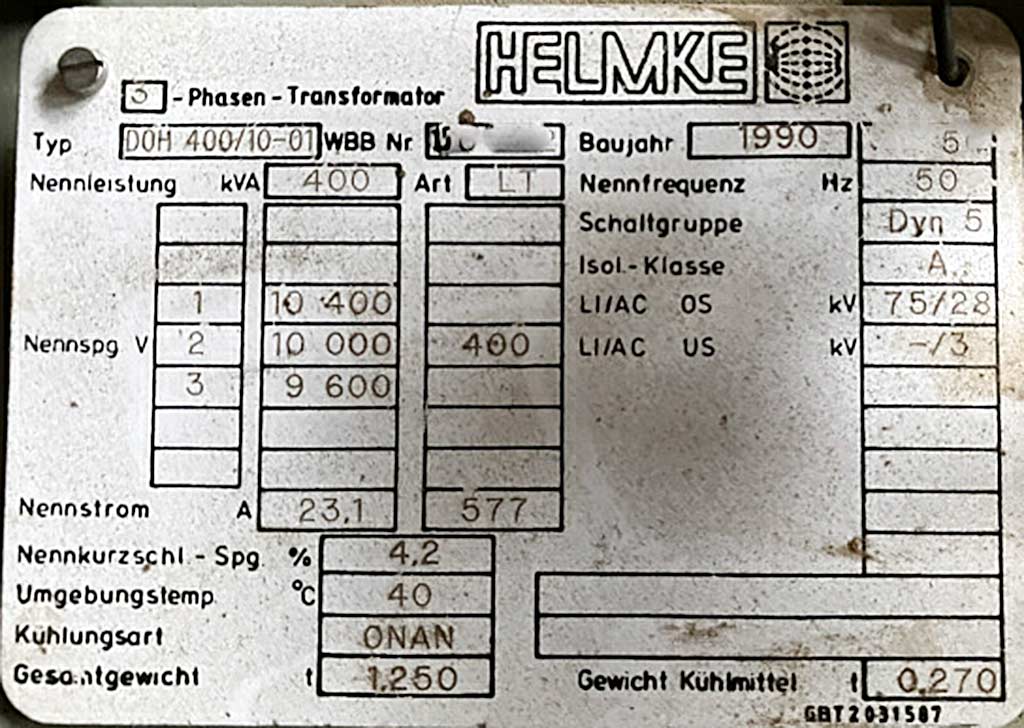 HELMKE
3 -Phasen-Transformator
Typ DOH 400/10-01 WBB Nr Baujahr 1990 5
Nennleistung kVA 400 Art LT Nennfrequenz Hz 50
Schaltgruppe Dyn 5
Isol.-Klasse A
1 10 400 LI/AC OS kV 75/28
Nennspg V 2 10 000 400 LI/AC US kV -/3
3 9 600
Nennstrom A 23,1 577
Nennkurzschl-Spg. % 4,2
Umgebungstemp °C 40
Kühlungsart ONAN
Gesamtgewicht t 1,250 Gewicht Kühlmittel t 0,270
GBT2031587